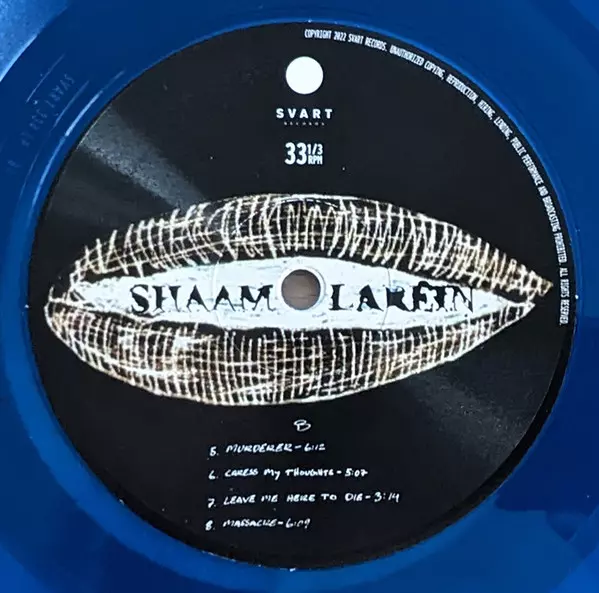 COPYRIGHT 2022 SVART RECORDS. UNAUTHORIZED COPYING, REPRODUCTION, HIRING, LENDING, PUBLIC PERFORMANCE AND BROADCASTING PROHIBITED. ALL RIGHTS RESERVED.
SVART
RECORDS
33 1/3
RPM
SHAAM LAREIN
B
5. MURDERER - 6:12
6. CARESS MY THOUGHTS - 5:07
7. LEAVE ME HERE TO DIE - 3:14
8. MASSACRE - 6:09